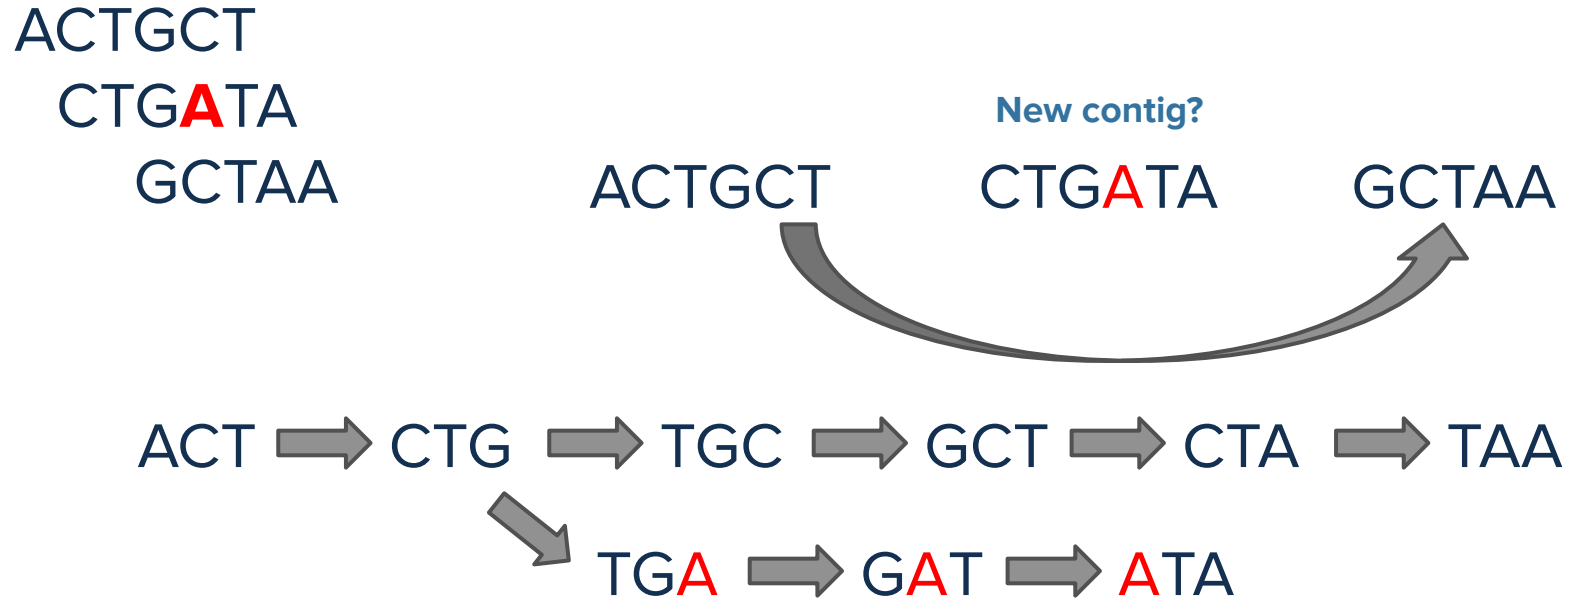 ACTGCT
CTGATA
GCTAA
New contig?
ACTGCT CTGATA GCTAA
ACT CTG TGC GCT CTA TAA
TGA GAT ATA